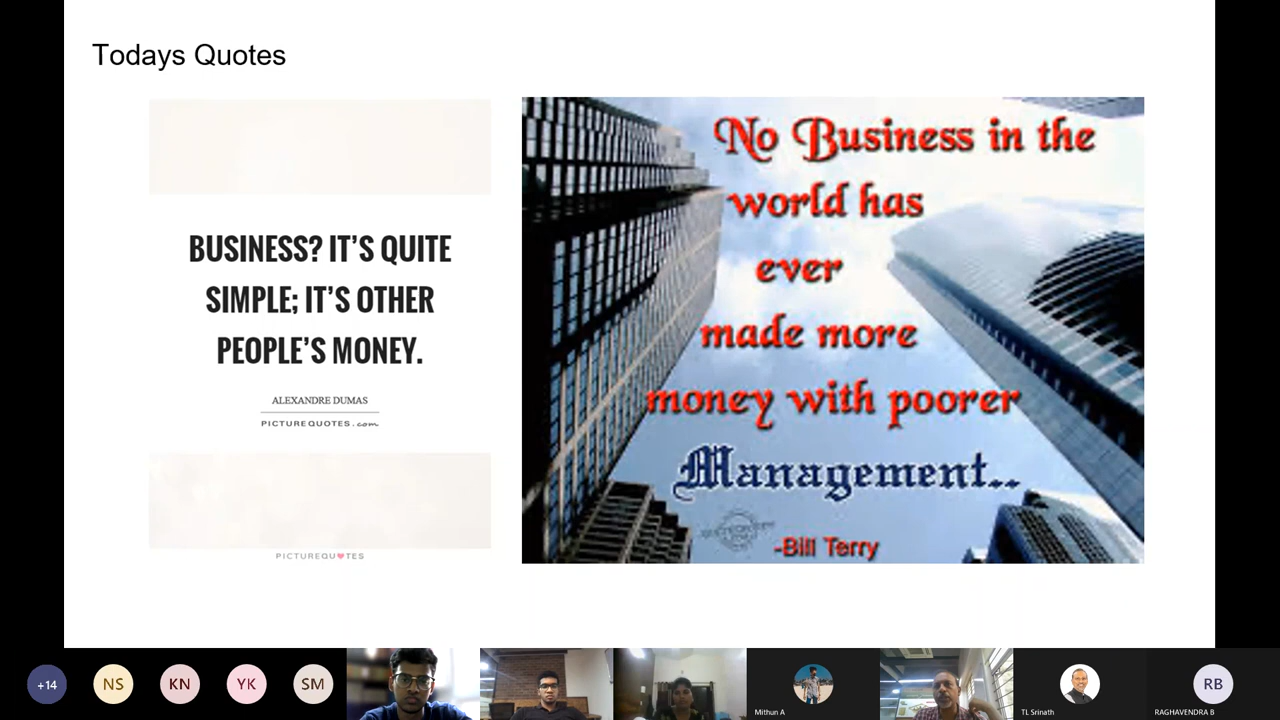 Todays Quotes
BUSINESS? IT'S QUITE
SIMPLE; IT'S OTHER
PEOPLE'S MONEY.
ALEXANDRE DUMAS
PICTUREQUOTES.com
PICTUREQU♥TES
No Business in the
world has
ever
made more
money with poorer
Management..
-Bill Terry
+14
NS
KN
YK
SM
Mithun A
TL Srinath
RB
RAGHAVENDRA B